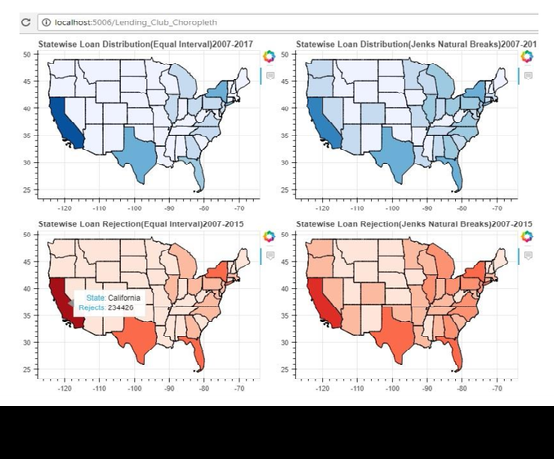 localhost:5006/Lending_Club_Choropleth
Statewise Loan Distribution(Equal Interval)2007-2017
Statewise Loan Distribution(Jenks Natural Breaks)2007-201
50
45
40
35
30
25
-120 -110 -100 -90 -80 -70
50
45
40
35
30
25
-120 -110 -100 -90 -80 -70
Statewise Loan Rejection(Equal Interval)2007-2015
Statewise Loan Rejection(Jenks Natural Breaks)2007-2015
50
45
40
35
30
25
State: California
Rejects: 234426
-120 -110 -100 -90 -80 -70
50
45
40
35
30
25
-120 -110 -100 -90 -80 -70